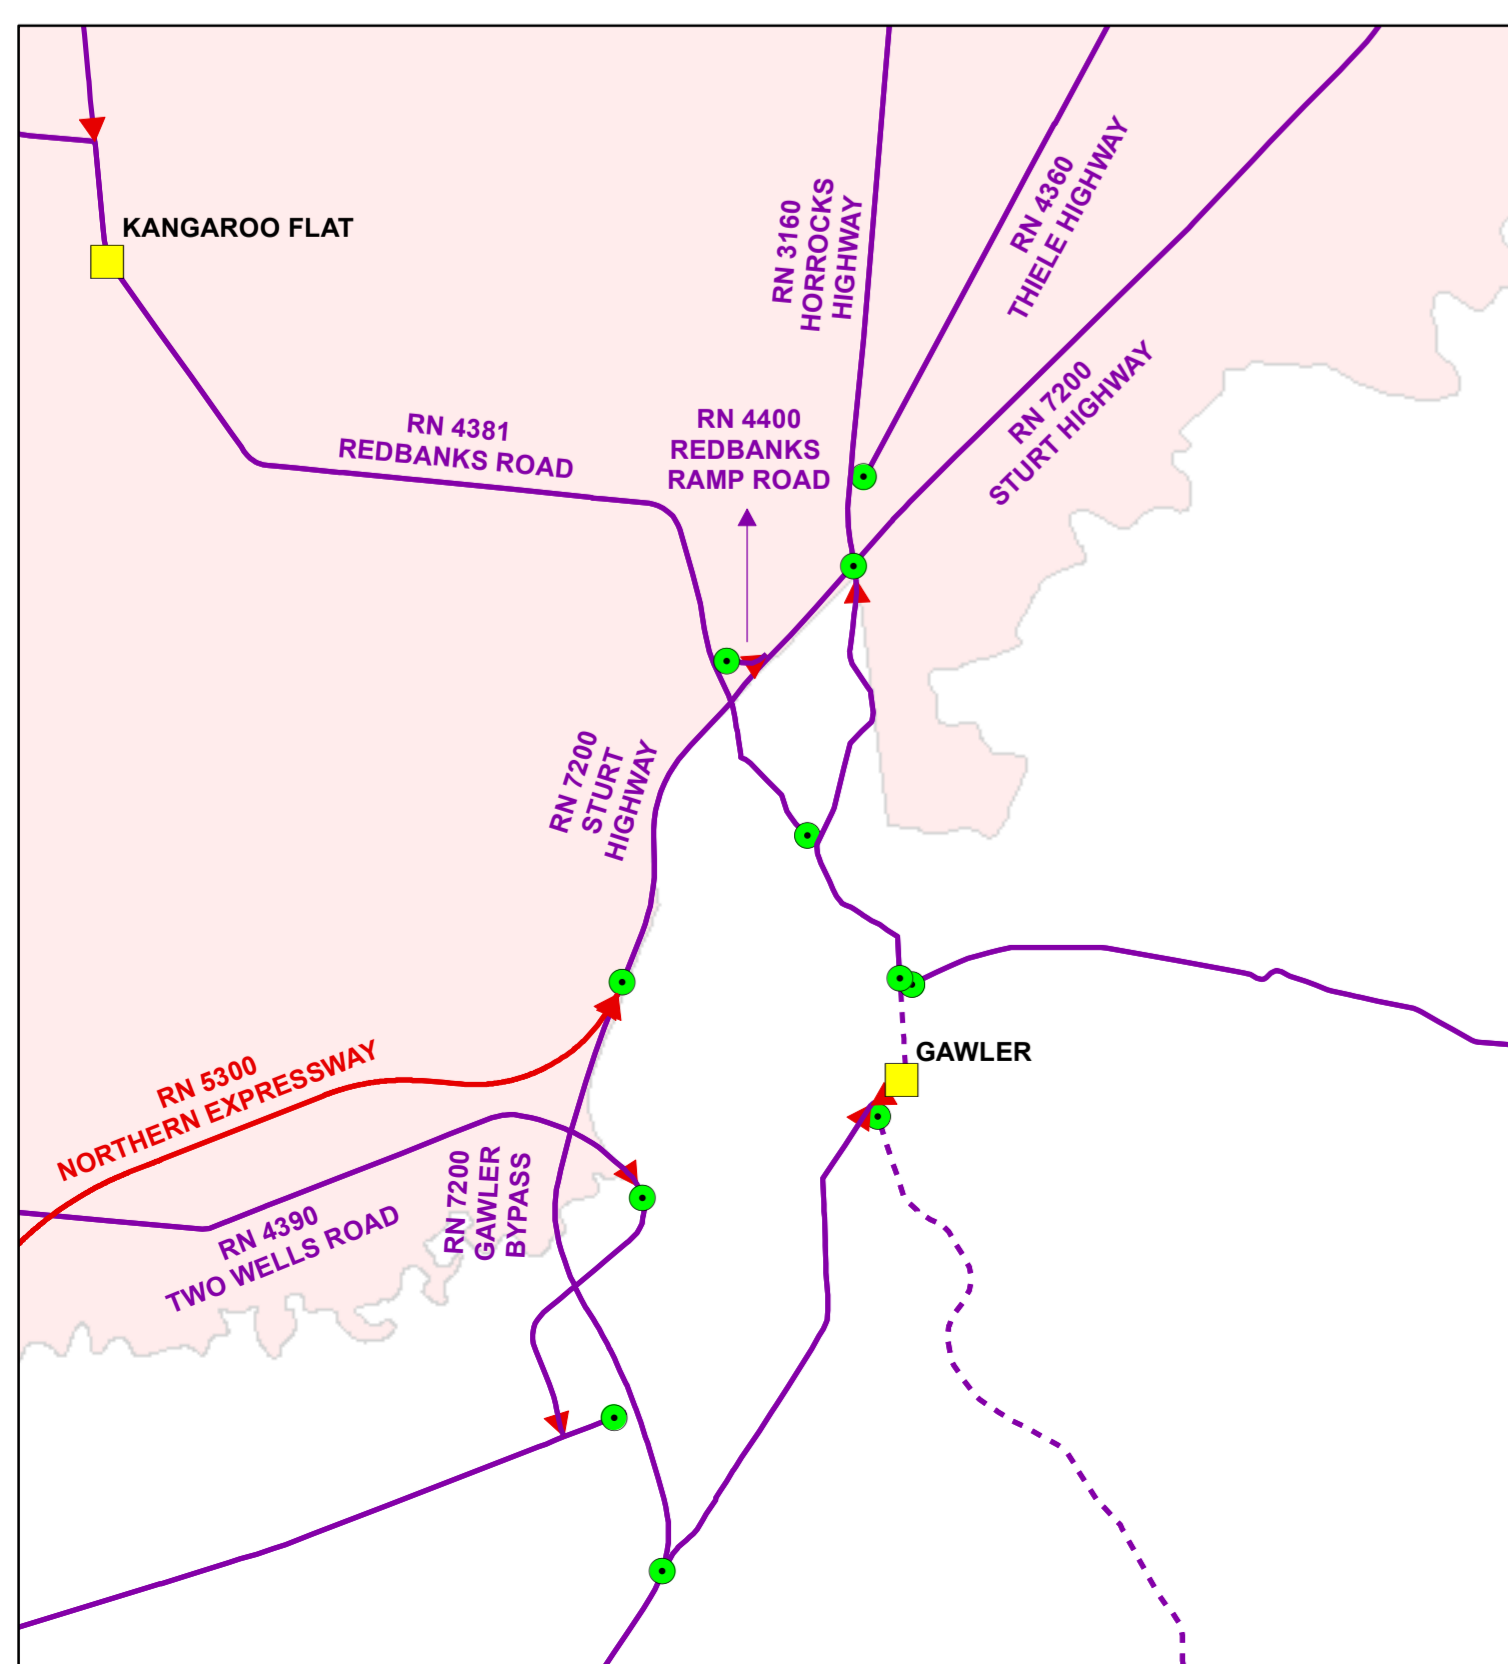 KANGAROO FLAT
RN 3160
HORROCKS
HIGHWAY
RN 4360
THIELE HIGHWAY
RN 7200
STURT HIGHWAY
RN 4381
REDBANKS ROAD
RN 4400
REDBANKS
RAMP ROAD
RN 7200
STURT
HIGHWAY
GAWLER
RN 5300
NORTHERN EXPRESSWAY
RN 7200
GAWLER
BYPASS
RN 4390
TWO WELLS ROAD